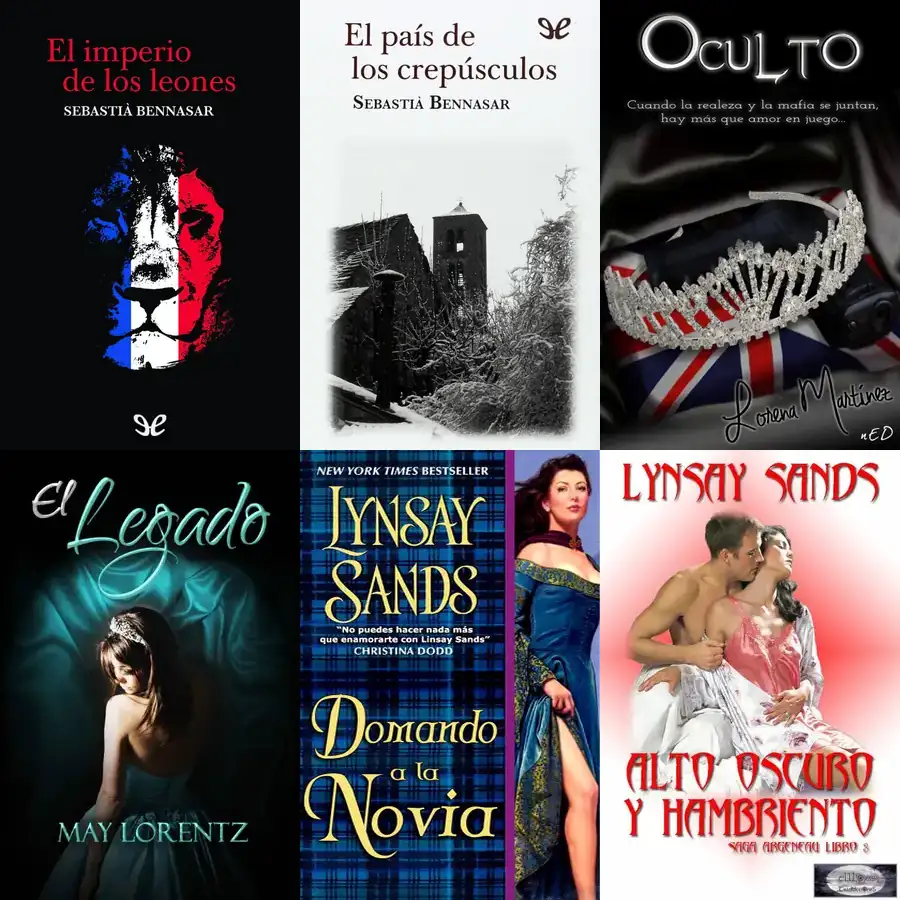 El imperio
de los leones
SEBASTIÀ BENNASAR
El país de
los crepúsculos
SEBASTIÀ BENNASAR
OCULTO
Cuando la realeza y la mafia se juntan,
hay más que amor en juego...
Lorena Martínez
nED
El Legado
MAY LORENTZ
NEW YORK TIMES BESTSELLER
LYNSAY
SANDS
"No puedes hacer nada más
que enamorarte con Linsay Sands"
CHRISTINA DODD
Domando
a la
Novia
LYNSAY SANDS
ALTO OSCURO
Y HAMBRIENTO
SAGA ARGENEAU LIBRO 3